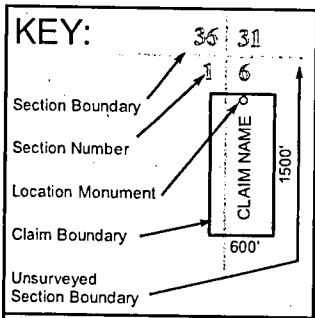 KEY:
36 31
1 6
Section Boundary
Section Number
Location Monument
Claim Boundary
Unsurveyed
Section Boundary
CLAIM NAME
1500'
600'